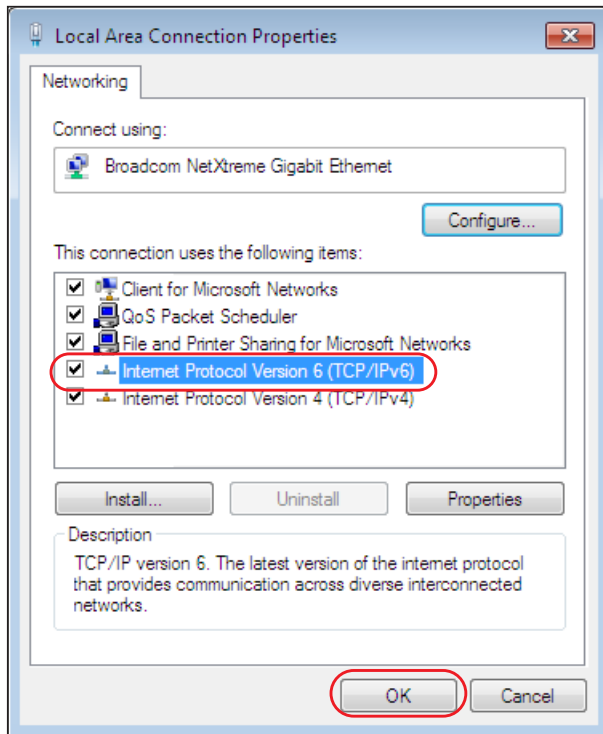 Local Area Connection Properties
Networking
Connect using:
Broadcom NetXtreme Gigabit Ethernet
Configure...
This connection uses the following items:
Client for Microsoft Networks
QoS Packet Scheduler
File and Printer Sharing for Microsoft Networks
Internet Protocol Version 6 (TCP/IPv6)
Internet Protocol Version 4 (TCP/IPv4)
Install...
Uninstall
Properties
Description
TCP/IP version 6. The latest version of the internet protocol
that provides communication across diverse interconnected
networks.
OK
Cancel